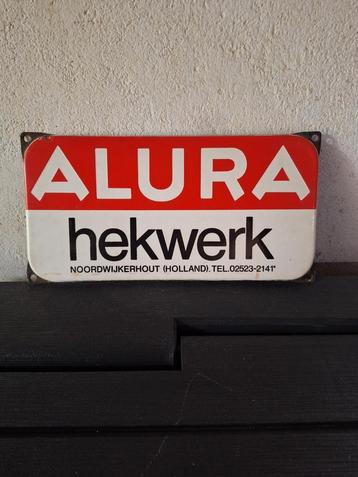 ALURA
hekwerk
NOORDWIJKERHOUT (HOLLAND). TEL.02523-2141*